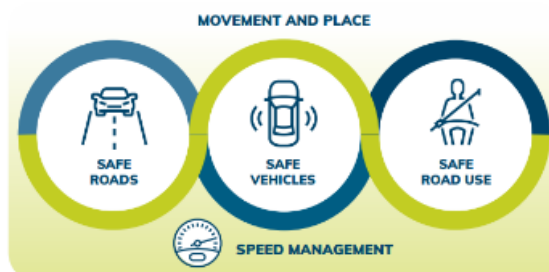 MOVEMENT AND PLACE
SAFE
ROADS
SAFE
VEHICLES
SAFE
ROAD USE
SPEED MANAGEMENT